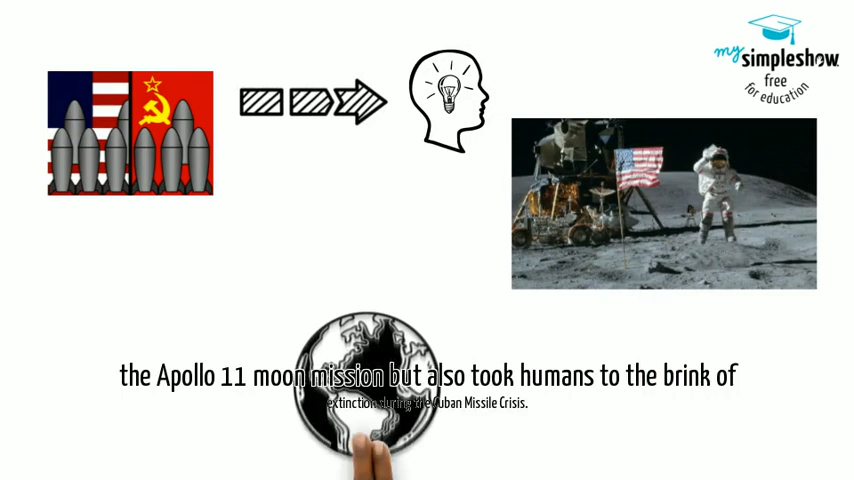 my
simpleshow.
free
for education
the Apollo 11 moon mission but also took humans to the brink of
extinction during the Cuban Missile Crisis.